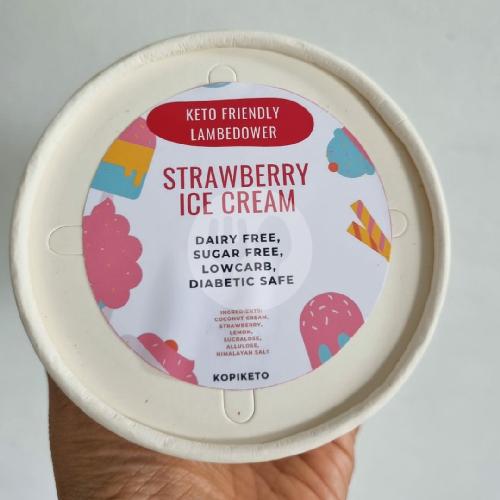 KETO FRIENDLY
LAMBEDOWER
STRAWBERRY
ICE CREAM
DAIRY FREE,
SUGAR FREE,
LOWCARB,
DIABETIC SAFE
INGREDIENTS:
COCONUT CREAM,
STRAWBERRY,
LEMON,
SUCRALOSE,
ALLULOSE,
HIMALAYAN SALT
KOPIKETO